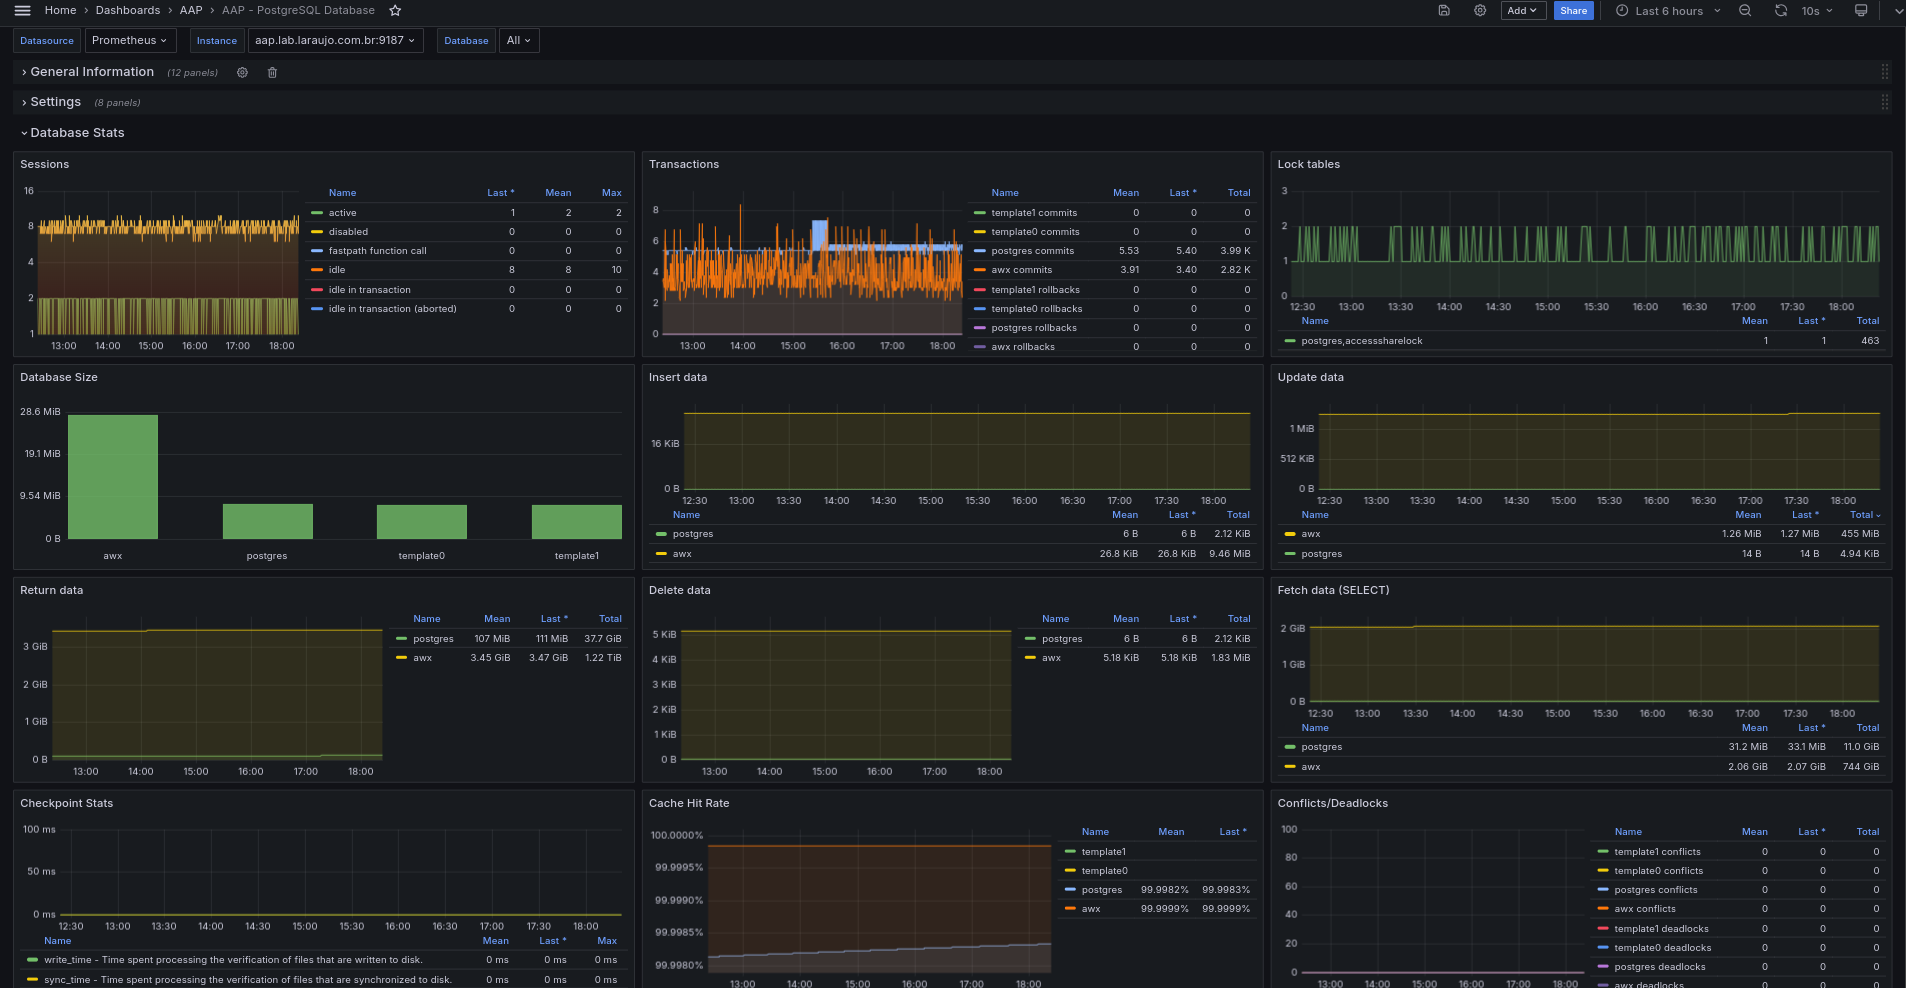 Home › Dashboards › AAP › AAP - PostgreSQL Database
Add
Share
Last 6 hours
10s
Datasource Prometheus Instance aap.lab.laraujo.com.br:9187 Database All
General Information (12 panels)
Settings (8 panels)
Database Stats
Sessions
16
8
4
2
1
13:00 14:00 15:00 16:00 17:00 18:00
Name Last * Mean Max
active 1 2 2
disabled 0 0 0
fastpath function call 0 0 0
idle 8 8 10
idle in transaction 0 0 0
idle in transaction (aborted) 0 0 0
Transactions
8
6
4
2
0
13:00 14:00 15:00 16:00 17:00 18:00
Name Mean Last * Total
template1 commits 0 0 0
template0 commits 0 0 0
postgres commits 5.53 5.40 3.99 K
awx commits 3.91 3.40 2.82 K
template1 rollbacks 0 0 0
template0 rollbacks 0 0 0
postgres rollbacks 0 0 0
awx rollbacks 0 0 0
Lock tables
3
2
1
0
12:30 13:00 13:30 14:00 14:30 15:00 15:30 16:00 16:30 17:00 17:30 18:00
Name Mean Last * Total
postgres,accesssharelock 1 1 463
Database Size
28.6 MiB
19.1 MiB
9.54 MiB
0 B
awx postgres template0 template1
Insert data
16 KiB
0 B
12:30 13:00 13:30 14:00 14:30 15:00 15:30 16:00 16:30 17:00 17:30 18:00
Name Mean Last * Total
postgres 6 B 6 B 2.12 KiB
awx 26.8 KiB 26.8 KiB 9.46 MiB
Update data
1 MiB
512 KiB
0 B
12:30 13:00 13:30 14:00 14:30 15:00 15:30 16:00 16:30 17:00 17:30 18:00
Name Mean Last * Total
awx 1.26 MiB 1.27 MiB 455 MiB
postgres 14 B 14 B 4.94 KiB
Return data
3 GiB
2 GiB
1 GiB
0 B
13:00 14:00 15:00 16:00 17:00 18:00
Name Mean Last * Total
postgres 107 MiB 111 MiB 37.7 GiB
awx 3.45 GiB 3.47 GiB 1.22 TiB
Delete data
5 KiB
4 KiB
3 KiB
2 KiB
1 KiB
0 B
13:00 14:00 15:00 16:00 17:00 18:00
Name Mean Last * Total
postgres 6 B 6 B 2.12 KiB
awx 5.18 KiB 5.18 KiB 1.83 MiB
Fetch data (SELECT)
2 GiB
1 GiB
0 B
12:30 13:00 13:30 14:00 14:30 15:00 15:30 16:00 16:30 17:00 17:30 18:00
Name Mean Last * Total
postgres 31.2 MiB 33.1 MiB 11.0 GiB
awx 2.06 GiB 2.07 GiB 744 GiB
Checkpoint Stats
100 ms
50 ms
0 ms
12:30 13:00 13:30 14:00 14:30 15:00 15:30 16:00 16:30 17:00 17:30 18:00
Name Mean Last * Max
write_time - Time spent processing the verification of files that are written to disk. 0 ms 0 ms 0 ms
sync_time - Time spent processing the verification of files that are synchronized to disk. 0 ms 0 ms 0 ms
Cache Hit Rate
100.0000%
99.9995%
99.9990%
99.9985%
99.9980%
13:00 14:00 15:00 16:00 17:00 18:00
Name Mean Last *
template1
template0
postgres 99.9982% 99.9983%
awx 99.9999% 99.9999%
Conflicts/Deadlocks
100
80
60
40
20
0
13:00 14:00 15:00 16:00 17:00 18:00
Name Mean Last * Total
template1 conflicts 0 0 0
template0 conflicts 0 0 0
postgres conflicts 0 0 0
awx conflicts 0 0 0
template1 deadlocks 0 0 0
template0 deadlocks 0 0 0
postgres deadlocks 0 0 0
awx deadlocks 0 0 0